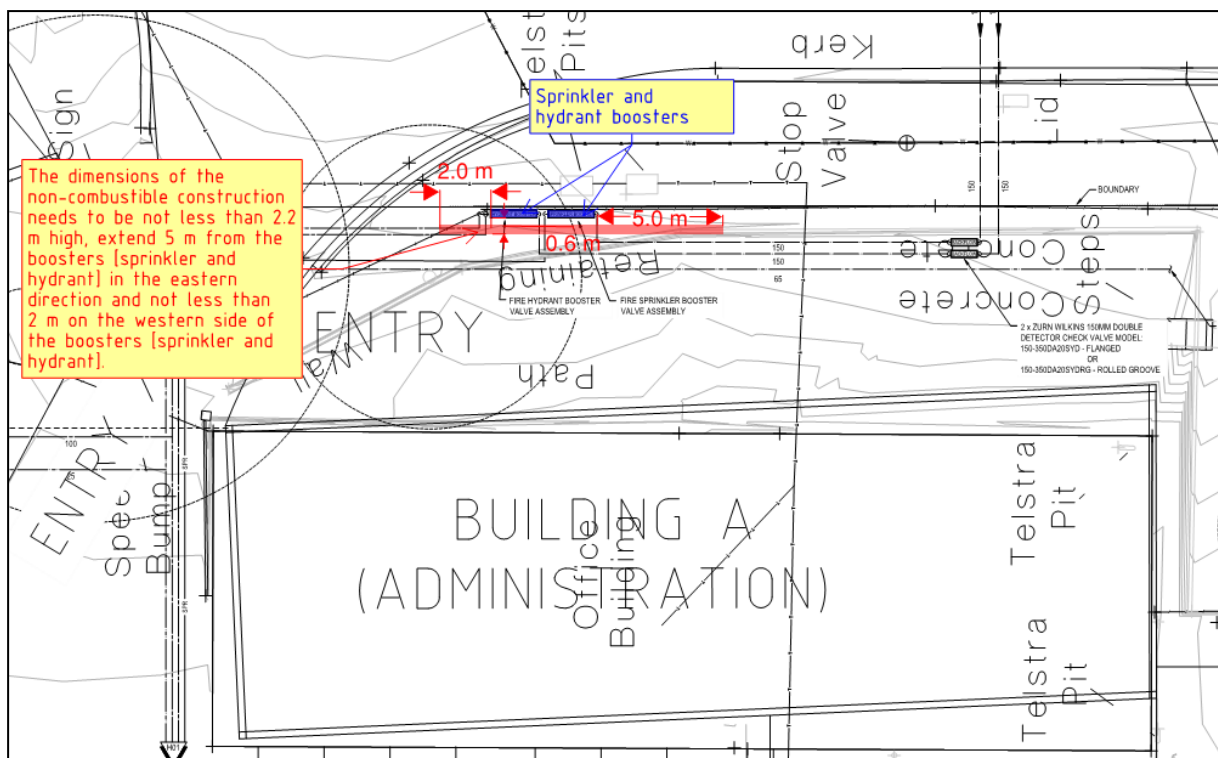 Telstra
Pits
Kerb
Sign
Sprinkler and
hydrant boosters
Stop
Valve
Lid
The dimensions of the
non-combustible construction
needs to be not less than 2.2
m high, extend 5 m from the
boosters [sprinkler and
hydrant] in the eastern
direction and not less than
2 m on the western side of
the boosters [sprinkler and
hydrant].
2.0 m
5.0 m
0.6 m
150
150
BOUNDARY
Retaining
Wall
150
150
65
Concrete
Concrete
Steps
FIRE HYDRANT BOOSTER
VALVE ASSEMBLY
FIRE SPRINKLER BOOSTER
VALVE ASSEMBLY
2 x ZURN WILKINS 150MM DOUBLE
DETECTOR CHECK VALVE MODEL:
150-350DA20SYD - FLANGED
OR
150-350DA20SYDRG - ROLLED GROOVE
ENTRY
Path
100
ENTRY
Speed
Bump
SPR
SPR
BUILDING A
(ADMINISTRATION)
Office
Building
Telstra
Pit
Telstra
Pit
H01